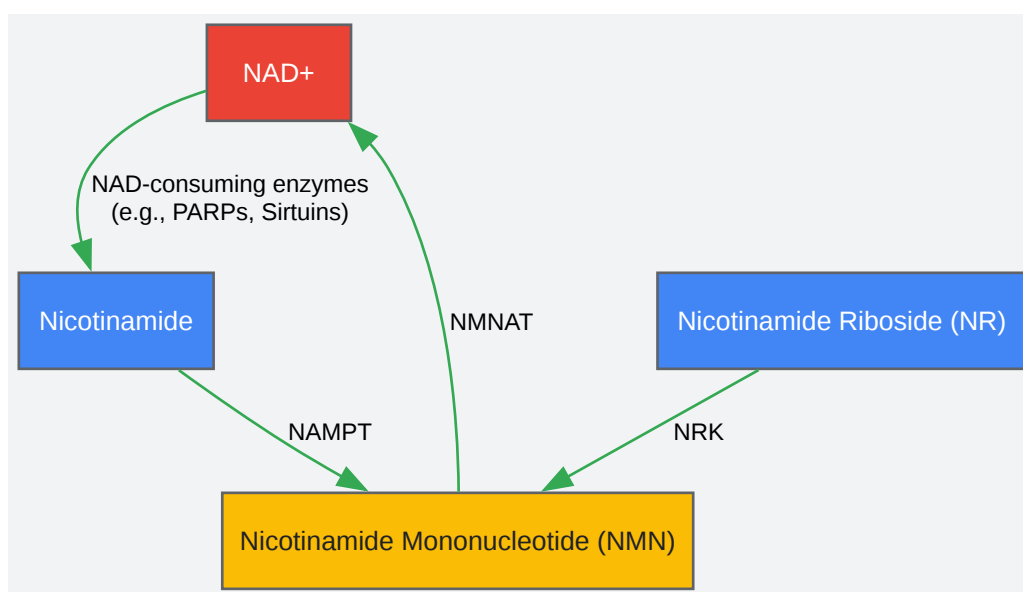 NAD+
NAD-consuming enzymes
(e.g., PARPs, Sirtuins)
Nicotinamide
Nicotinamide Riboside (NR)
NMNAT
NAMPT
NRK
Nicotinamide Mononucleotide (NMN)